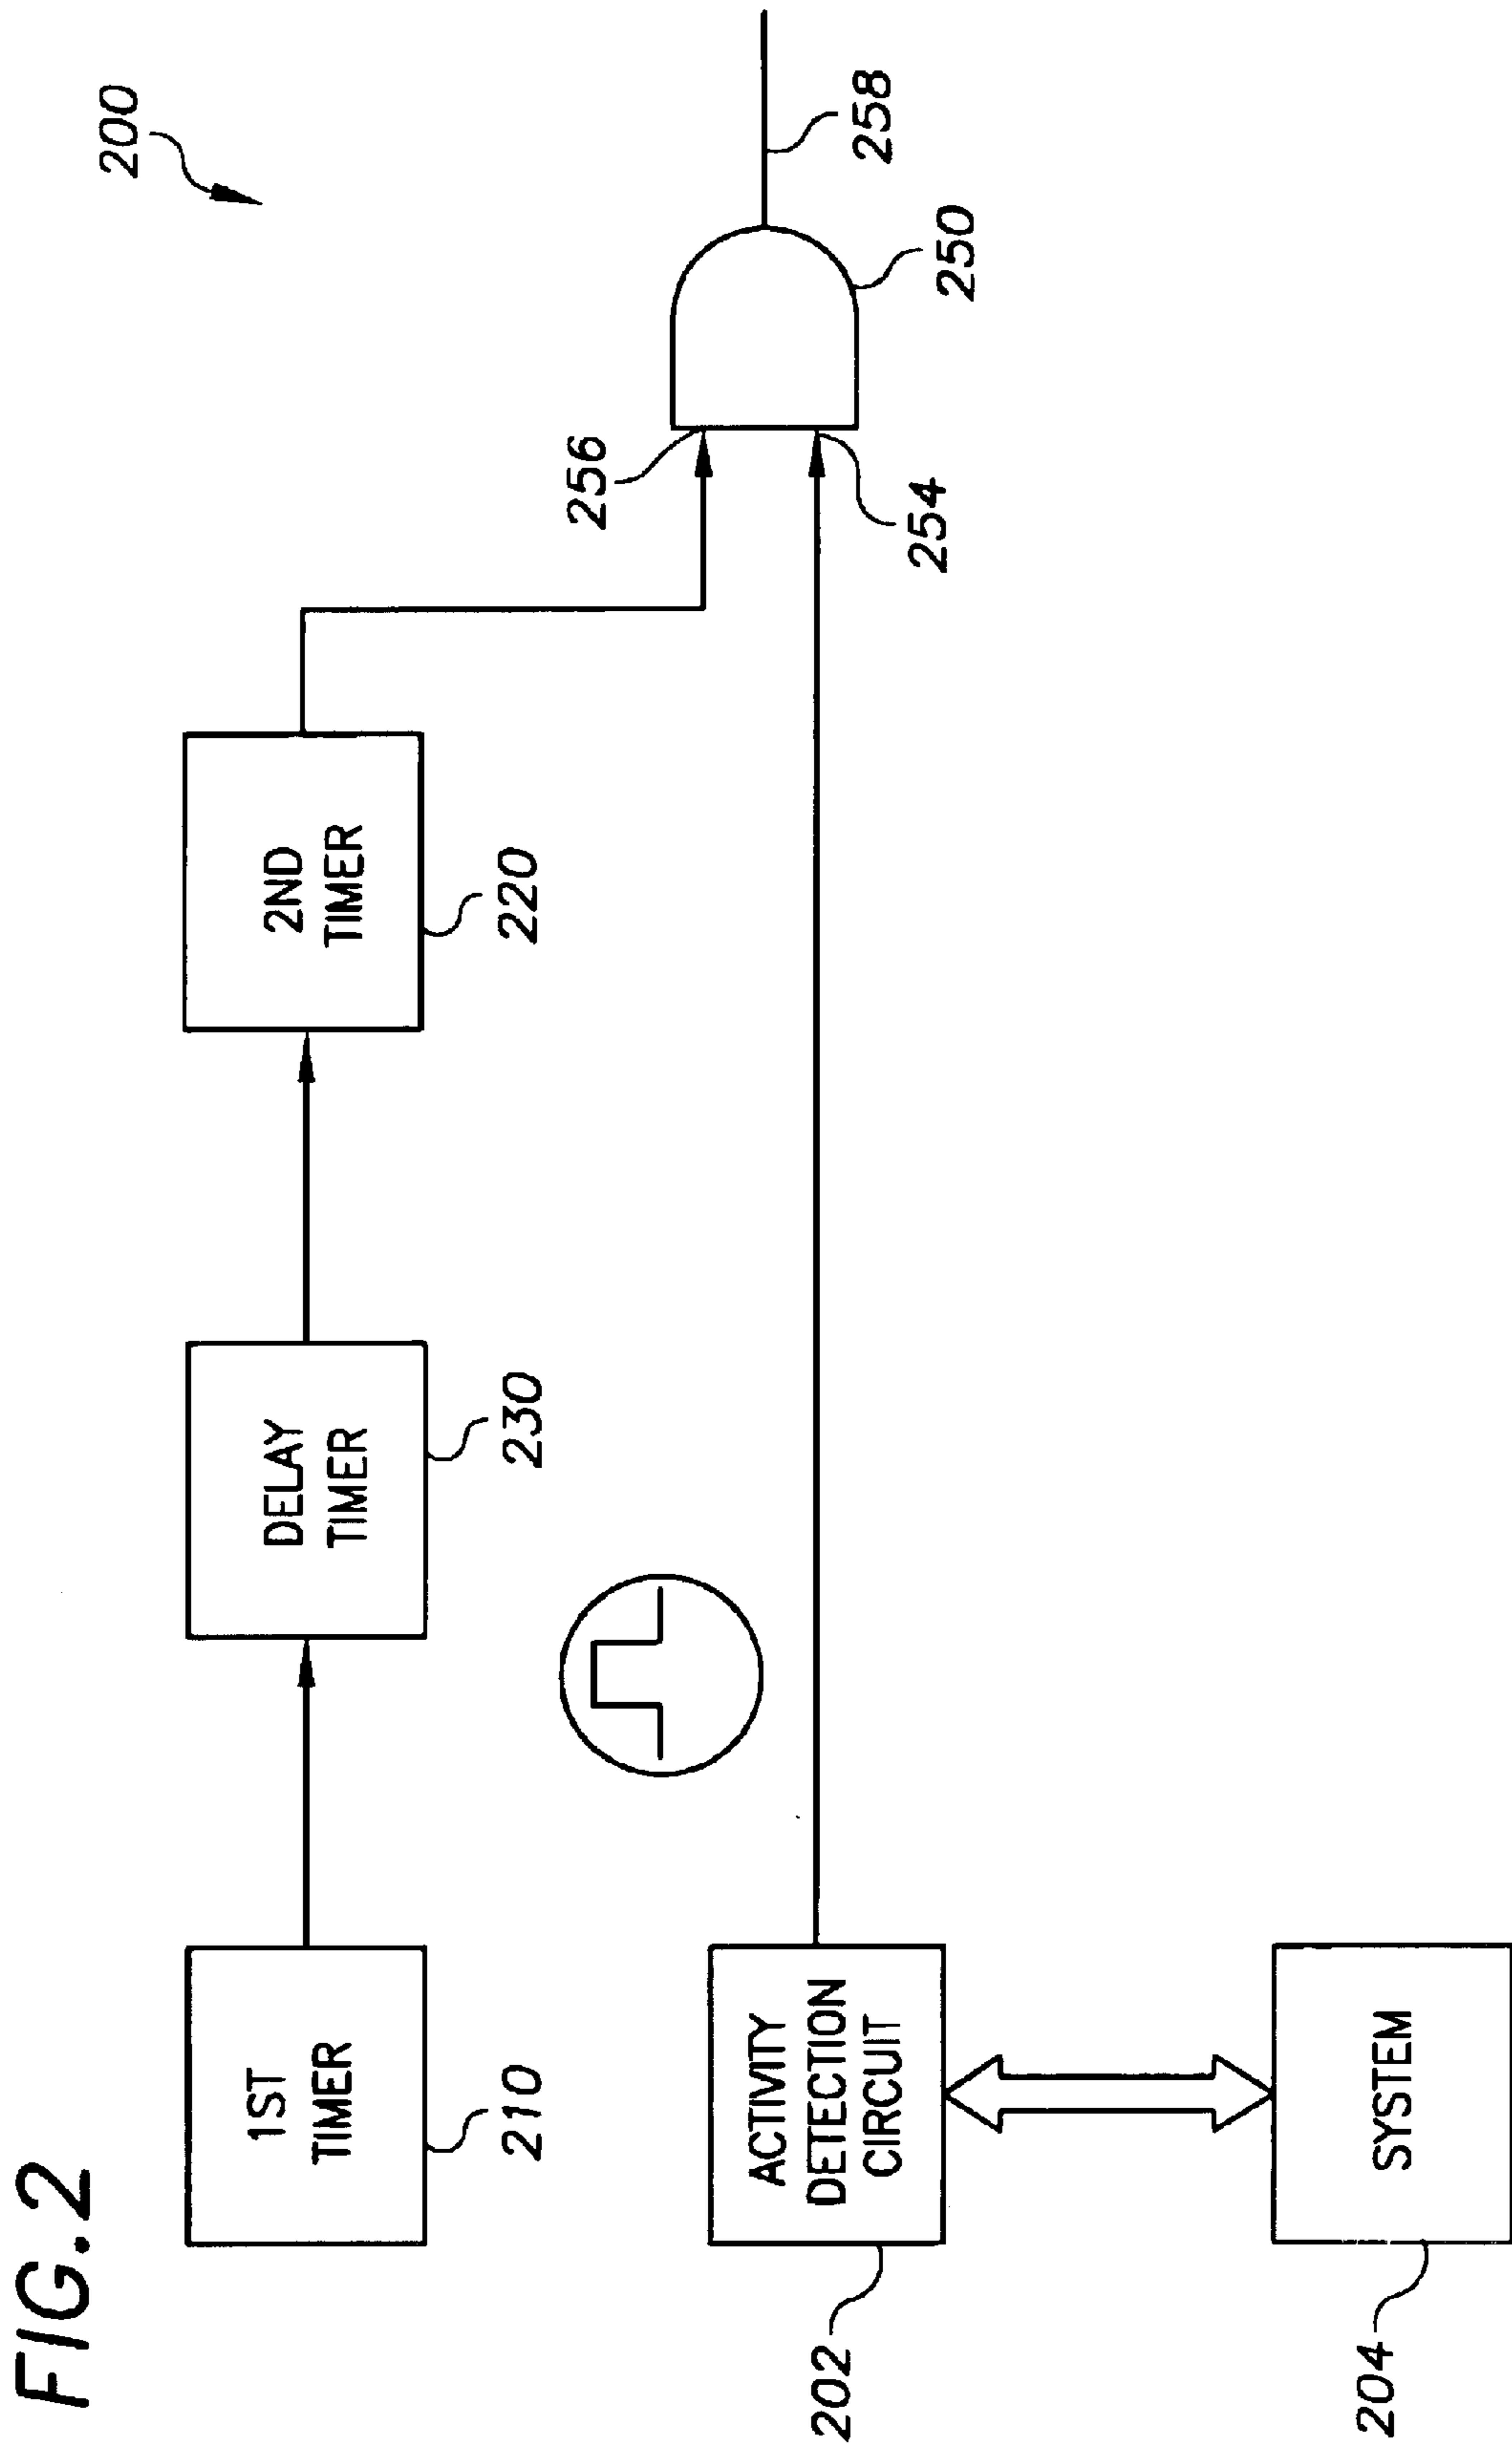 FIG. 2
200
1ST
TIMER
210
DELAY
TIMER
230
2ND
TIMER
220
256
254
250
258
ACTIVITY
DETECTION
CIRCUIT
202
SYSTEM
204